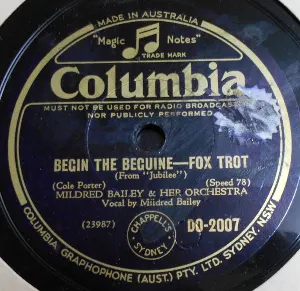 MADE IN AUSTRALIA
"Magic Notes"
TRADE MARK
Columbia
MUST NOT BE USED FOR RADIO BROADCASTING
NOR PUBLICLY PERFORMED
BEGIN THE BEGUINE—FOX TROT
(From "Jubilee")
(Cole Porter) (Speed 78)
MILDRED BAILEY & HER ORCHESTRA
Vocal by Mildred Bailey
(23987) CHAPPELL'S SYDNEY DO-2007
COLUMBIA GRAPHOPHONE (AUST.) PTY. LTD. SYDNEY. N.S.W.